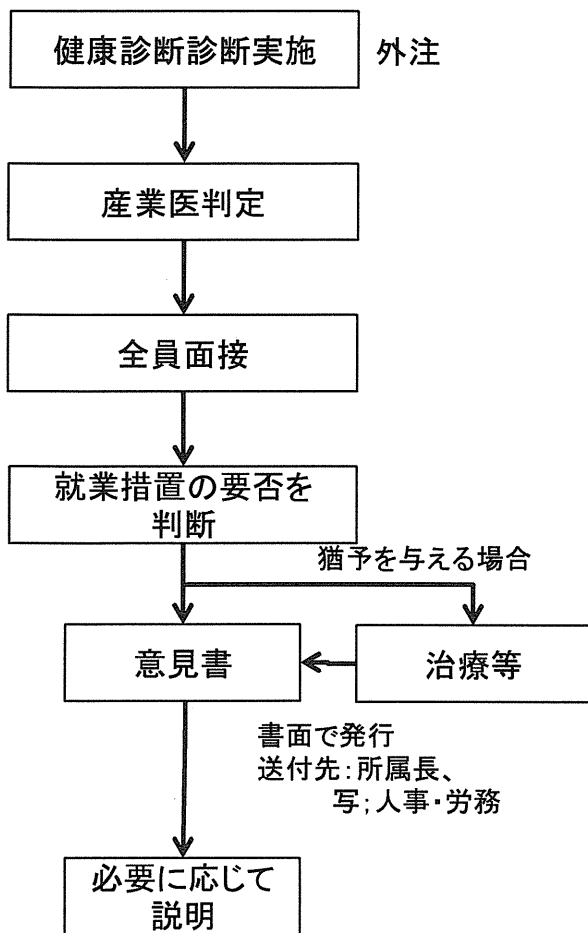 健康診断診断実施
外注
産業医判定
全員面接
就業措置の要否を
判断
猶予を与える場合
意見書
治療等
書面で発行
送付先:所属長、
写;人事・労務
必要に応じて
説明